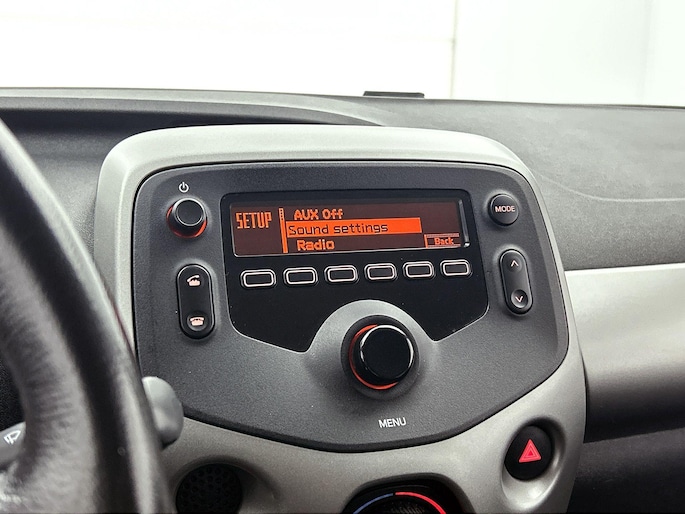 SETUP
AUX Off
Sound settings
Radio
Back
MODE
MENU